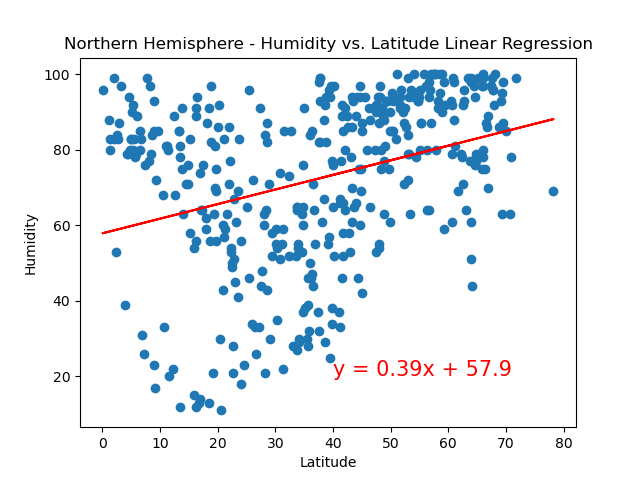 Northern Hemisphere - Humidity vs. Latitude Linear Regression
100
80
60
40
20
Humidity
y = 0.39x + 57.9
0 10 20 30 40 50 60 70 80
Latitude